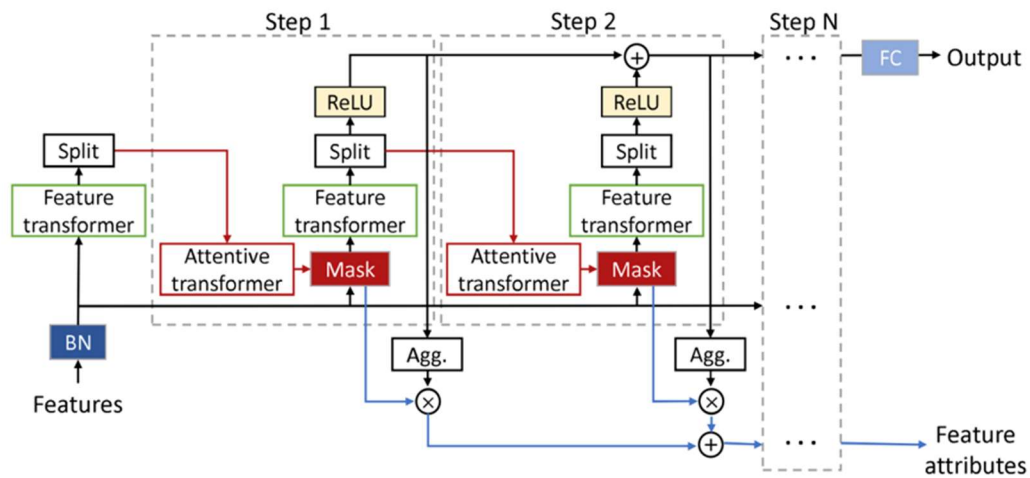 Step 1
Step 2
Step N
ReLU
ReLU
...
FC
Output
Split
Split
Split
Feature
transformer
Feature
transformer
Feature
transformer
Attentive
transformer
Mask
Attentive
transformer
Mask
...
BN
Agg.
Agg.
Features
...
Feature
attributes